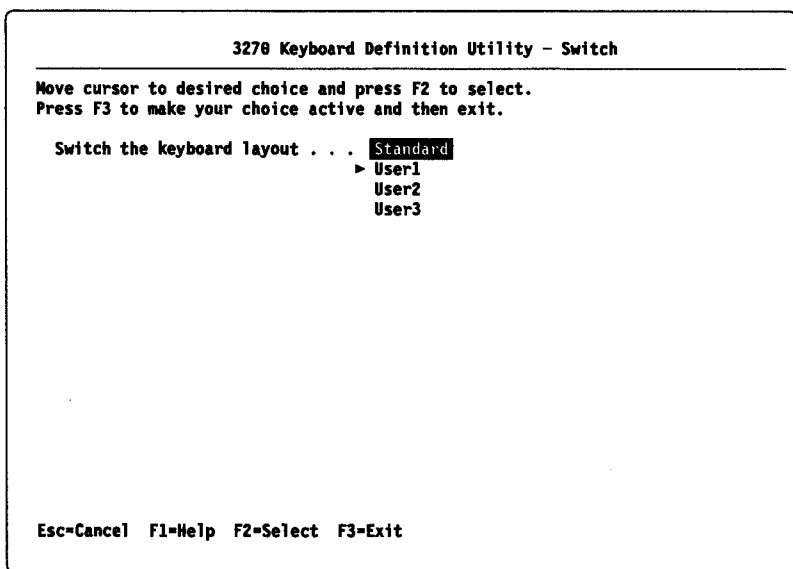 3270 Keyboard Definition Utility - Switch
Move cursor to desired choice and press F2 to select.
Press F3 to make your choice active and then exit.
Switch the keyboard layout . . . Standard
► User1
User2
User3
Esc=Cancel F1=Help F2=Select F3=Exit